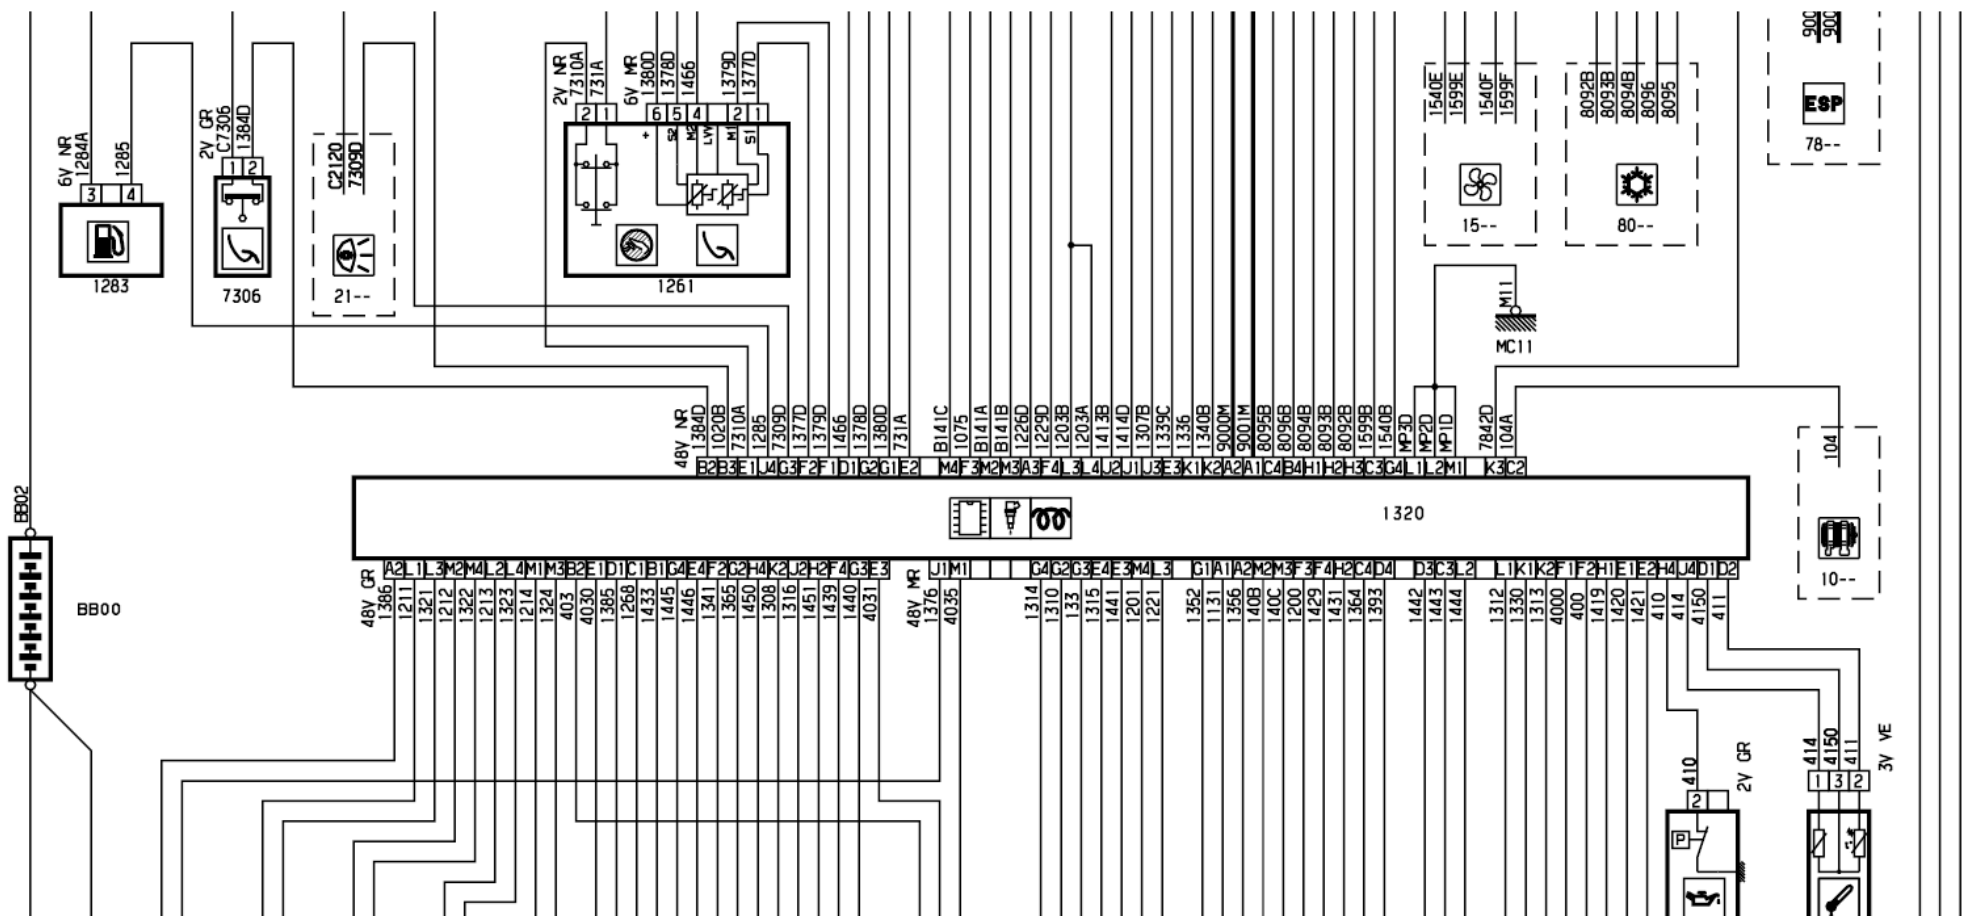 900
900
ESP
78--
6V NR
1284A
1285
3
4
1283
2V GR
C7306
1384D
1
2
7306
C2120
7309D
21--
2V NR
7310A
731A
2
1
6V MR
1380D
1378D
1466
1379D
1377D
6
5
4
2
1
+
S2
M2
LVV
M1
S1
1261
1540E
1599E
1540F
1599F
15--
8092B
8093B
8094B
8096
8095
80--
M11
MC11
48V NR
1384D
1020B
7310A
1285
7309D
1377D
1379D
1466
1378D
1380D
731A
B141C
1075
B141A
B141B
1226D
1229D
1203B
1203A
1413B
1414D
1307B
1339C
1336
1340B
9000M
9001M
8095B
8096B
8094B
8093B
8092B
1599B
1540B
MP3D
MP2D
MP1D
7842D
104A
B2 B3 E1 J4 G3 F2 F1 D1 G2 G1 E2 M4 F3 M2 M3 A3 F4 L3 L4 J2 J1 J3 E3 K1 K2 A2 A1 C4 B4 H1 H2 H3 C3 G4 L1 L2 M1 K3 C2
104
10--
BB02
BB00
1320
A2 L1 L3 M2 M4 L2 L4 M1 M3 B2 E1 D1 C1 B1 G4 E4 F2 G2 H4 K2 J2 H2 F4 G3 E3 J1 M1 G4 G2 G3 E4 E3 M4 L3 G1 A1 A2 M2 M3 F3 F4 H2 C4 D4 D3 C3 L2 L1 K1 K2 F1 F2 H1 E1 E2 H4 J4 D1 D2
48V GR
1386
1211
1321
1212
1322
1213
1323
1214
1324
403
4030
1385
1268
1433
1445
1446
1341
1365
1450
1308
1316
1451
1439
1440
4031
48V MR
1376
4035
1314
1310
133
1315
1441
1201
1221
1352
1131
1356
140B
140C
1200
1429
1431
1364
1393
1442
1443
1444
1312
1330
1313
4000
400
1419
1420
1421
410
414
4150
411
410
2V GR
2
P
414
4150
411
3V VE
1
3
2